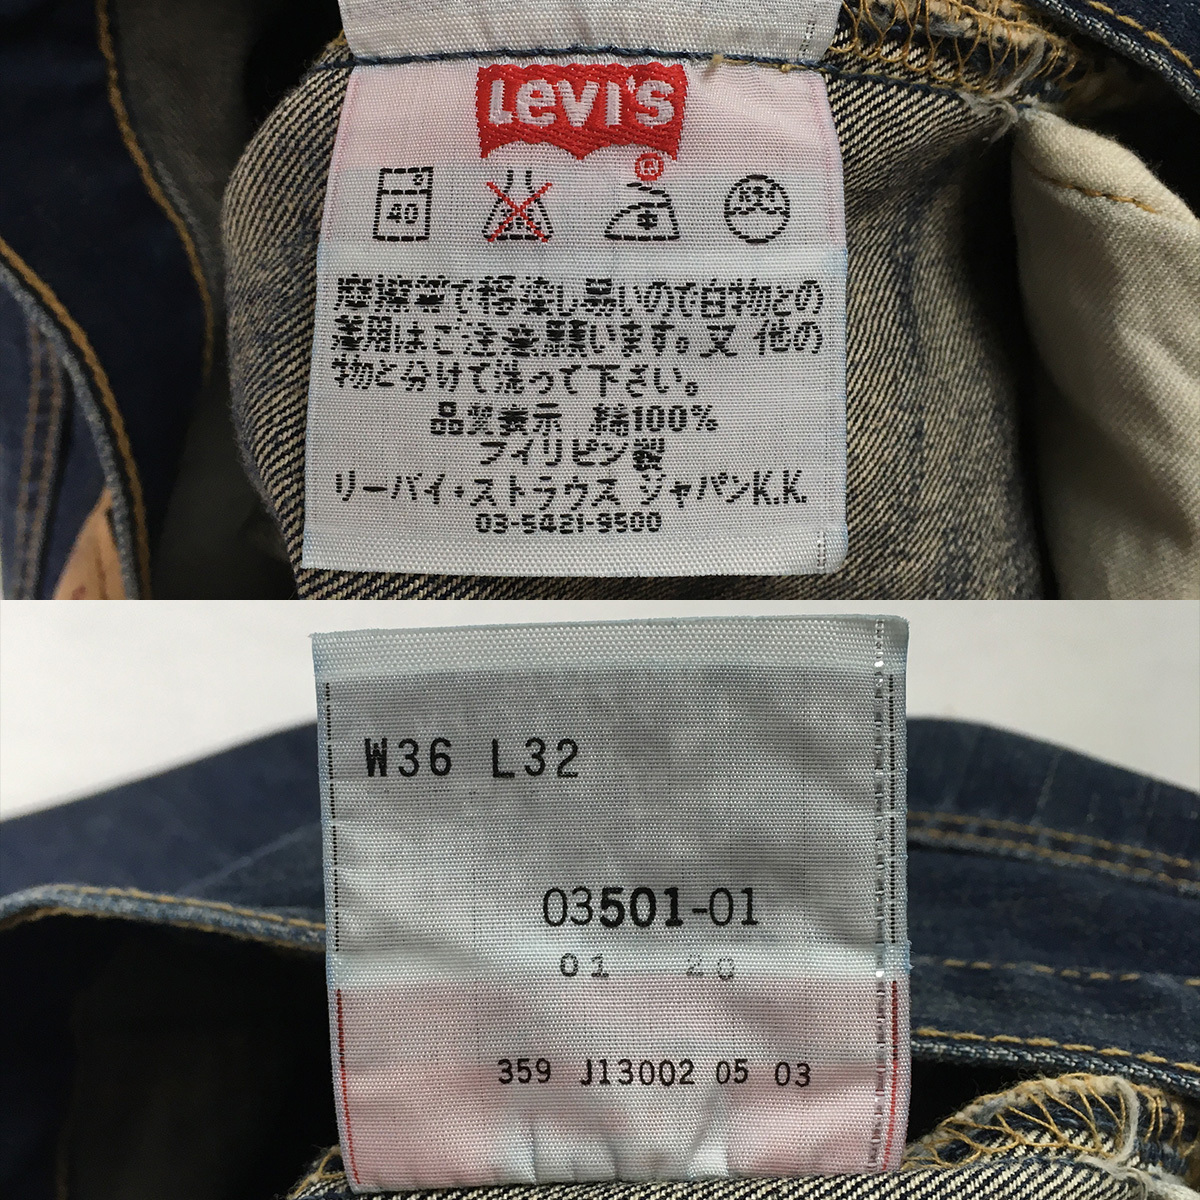 Levi's
®
40
摩擦等で移染し易いので白物との
着用はご注意願います。又 他の
物と分けて洗って下さい。
品質表示 綿100%
フィリピン製
リーバイ・ストラウス ジャパンK.K.
03-5421-9500
W36 L32
03501-01
01 20
359 J13002 05 03